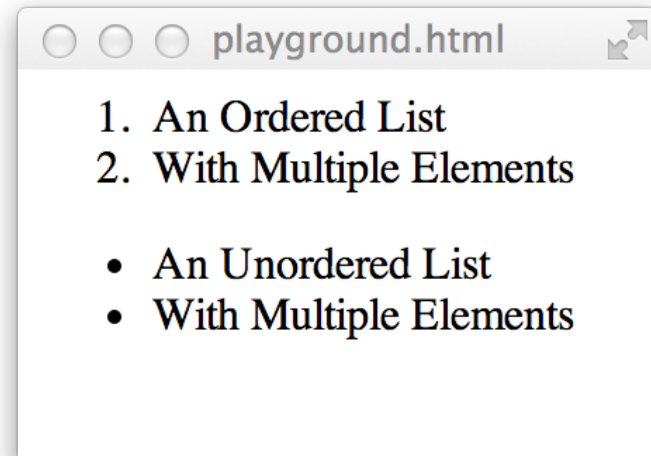 playground.html
1. An Ordered List
2. With Multiple Elements
• An Unordered List
• With Multiple Elements